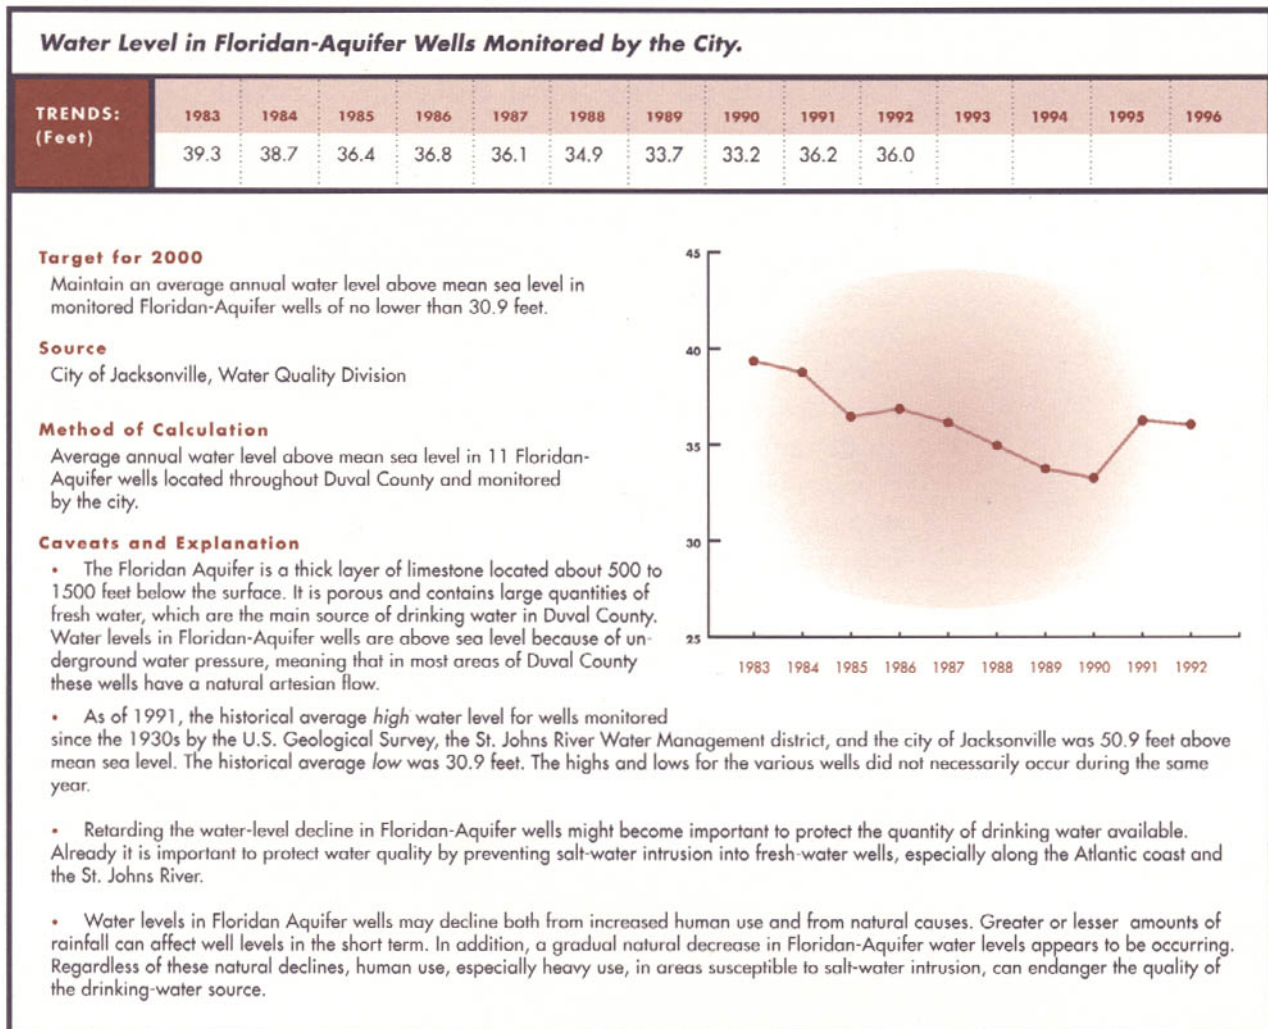 Water Level in Floridan-Aquifer Wells Monitored by the City.
TRENDS: 1983 1984 1985 1986 1987 1988 1989 1990 1991 1992 1993 1994 1995 1996
(Feet)
39.3 38.7 36.4 36.8 36.1 34.9 33.7 33.2 36.2 36.0
Target for 2000
Maintain an average annual water level above mean sea level in
monitored Floridan-Aquifer wells of no lower than 30.9 feet.
Source
City of Jacksonville, Water Quality Division
Method of Calculation
Average annual water level above mean sea level in 11 Floridan-
Aquifer wells located throughout Duval County and monitored
by the city.
45
40
35
30
25
1983 1984 1985 1986 1987 1988 1989 1990 1991 1992
Caveats and Explanation
• The Floridan Aquifer is a thick layer of limestone located about 500 to
1500 feet below the surface. It is porous and contains large quantities of
fresh water, which are the main source of drinking water in Duval County.
Water levels in Floridan-Aquifer wells are above sea level because of un-
derground water pressure, meaning that in most areas of Duval County
these wells have a natural artesian flow.
• As of 1991, the historical average high water level for wells monitored
since the 1930s by the U.S. Geological Survey, the St. Johns River Water Management district, and the city of Jacksonville was 50.9 feet above
mean sea level. The historical average low was 30.9 feet. The highs and lows for the various wells did not necessarily occur during the same
year.
• Retarding the water-level decline in Floridan-Aquifer wells might become important to protect the quantity of drinking water available.
Already it is important to protect water quality by preventing salt-water intrusion into fresh-water wells, especially along the Atlantic coast and
the St. Johns River.
• Water levels in Floridan Aquifer wells may decline both from increased human use and from natural causes. Greater or lesser amounts of
rainfall can affect well levels in the short term. In addition, a gradual natural decrease in Floridan-Aquifer water levels appears to be occurring.
Regardless of these natural declines, human use, especially heavy use, in areas susceptible to salt-water intrusion, can endanger the quality of
the drinking-water source.